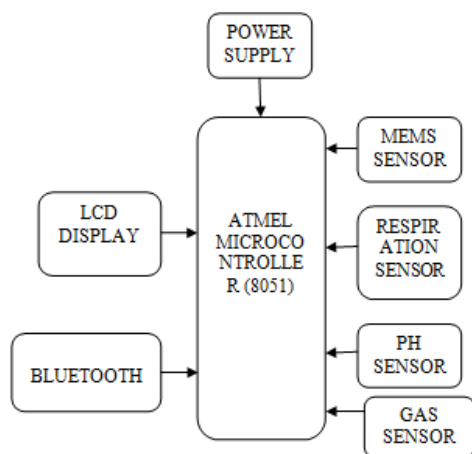 POWER
SUPPLY
MEMS
SENSOR
LCD
DISPLAY
ATMEL
MICROCO
NTROLLE
R (8051)
RESPIR
ATION
SENSOR
BLUETOOTH
PH
SENSOR
GAS
SENSOR